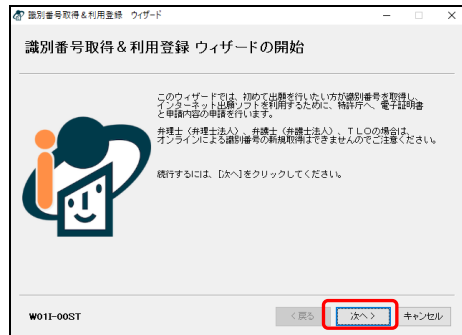 識別番号取得＆利用登録 ウィザード
識別番号取得＆利用登録 ウィザードの開始
このウィザードでは、初めて出願を行いたい方が識別番号を取得し、
インターネット出願ソフトを利用するために、特許庁へ、電子証明書
と申請内容の申請を行います。
弁理士（弁理士法人）、弁護士（弁護士法人）、ＴＬＯの場合は、
オンラインによる識別番号の新規取得はできませんのでご注意ください。
続行するには、[次へ]をクリックしてください。
W01I-00ST
＜戻る
次へ＞
キャンセル